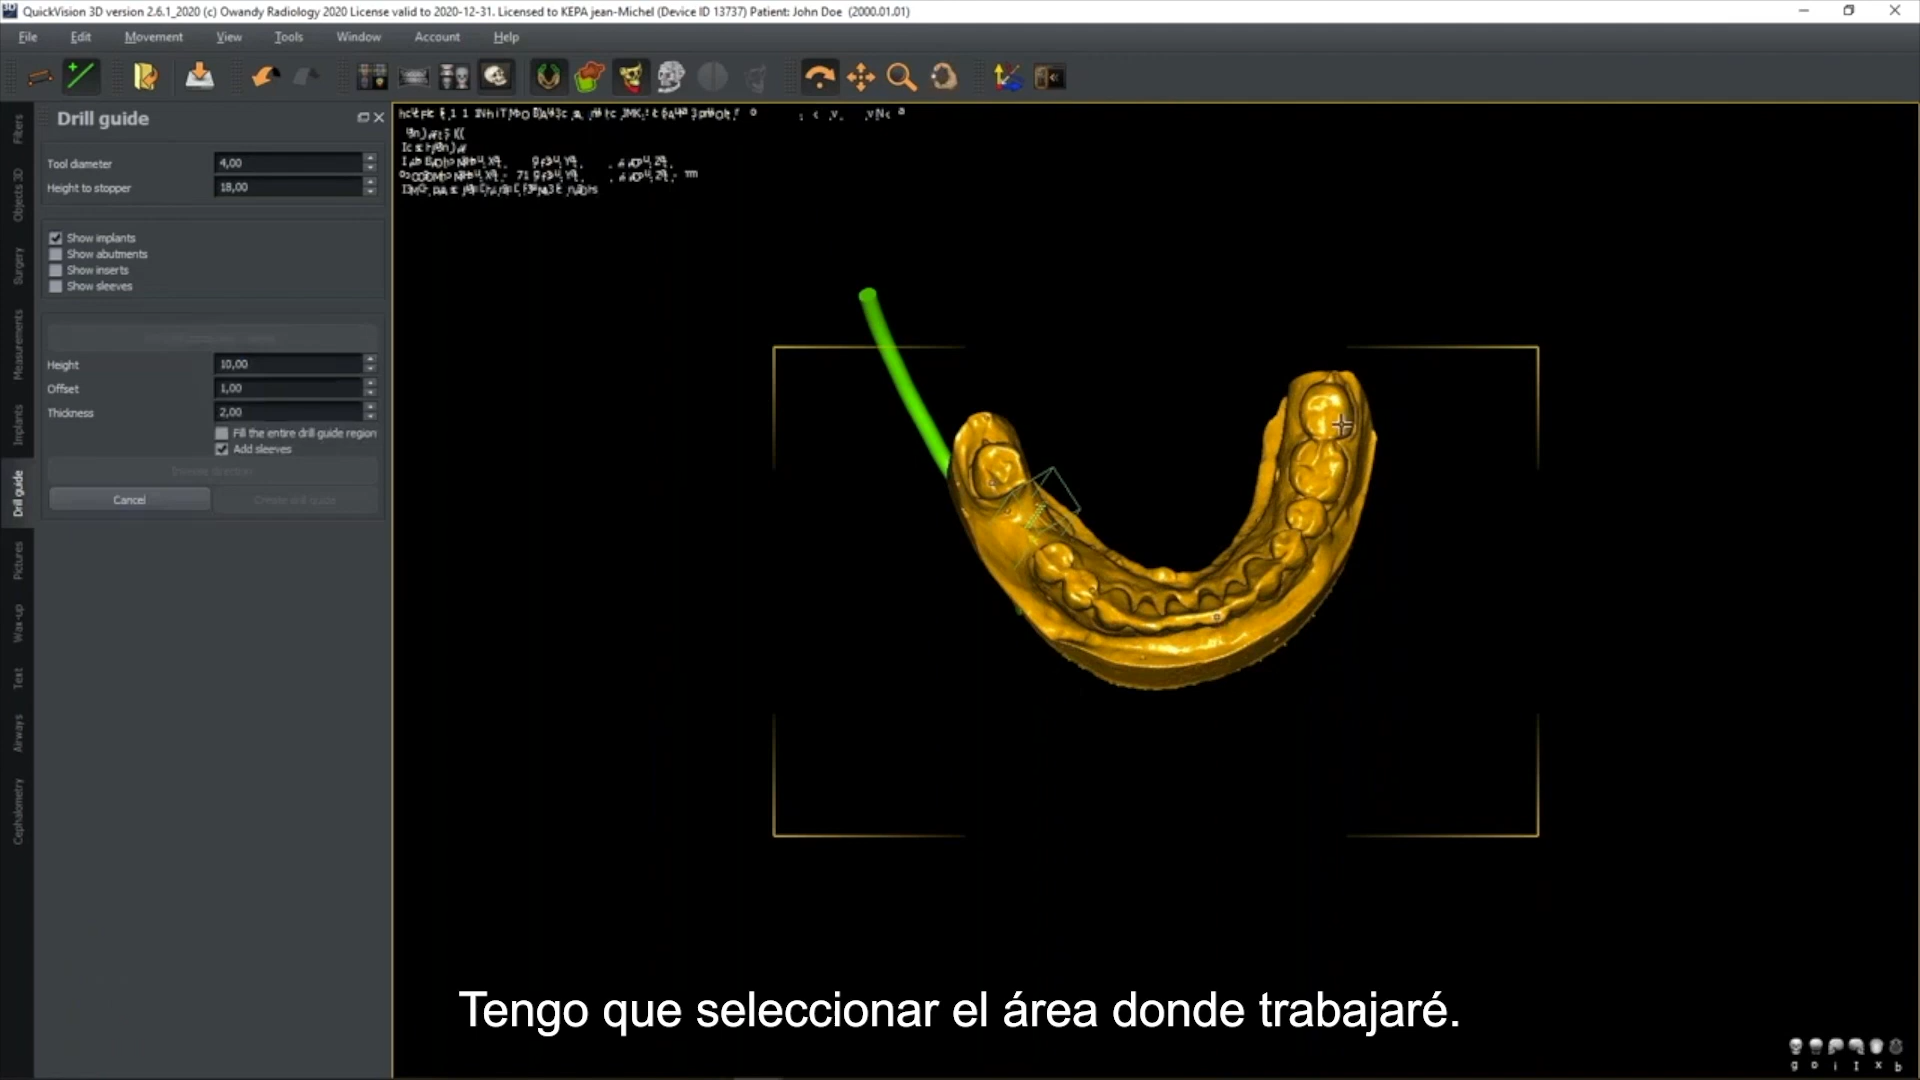 QuickVision 3D version 2.6.1_2020 (c) Owandy Radiology 2020 License valid to 2020-12-31. Licensed to KEPA jean-Michel (Device ID 13737) Patient: John Doe (2000.01.01)
File Edit Movement View Tools Window Account Help
Drill guide
Tool diameter 4,00
Height to stopper 18,00
Show implants
Show abutments
Show inserts
Show sleeves
Height 10,00
Offset 1,00
Thickness 2,00
Fill the entire drill guide region
Add sleeves
Cancel Create drill guide
Filters
Objects 3D
Surgery
Measurements
Implants
Drill guide
Pictures
Wax-up
Text
Airways
Cephalometry
Tengo que seleccionar el área donde trabajaré.